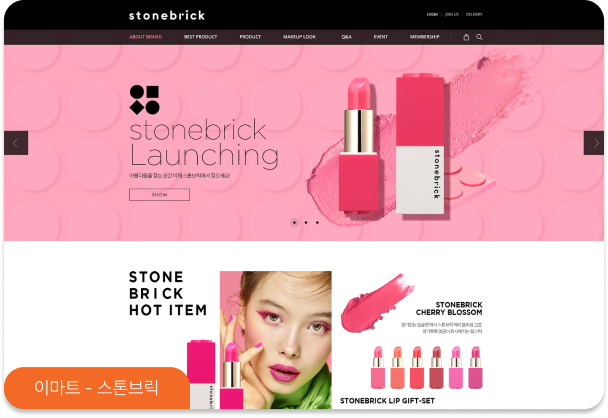 stonebrick
LOGIN | JOIN US | DELIVERY
ABOUT BRAND BEST PRODUCT PRODUCT MAKEUP LOOK Q&A EVENT MEMBERSHIP
stonebrick
Launching
아름다움을 찾는 공간 이제 스톤브릭에서 찾으세요!
SHOW
stonebrick
STONE
BRICK
HOT ITEM
STONEBRICK
CHERRY BLOSSOM
stonebrick
STONEBRICK LIP GIFT-SET
이마트 - 스톤브릭